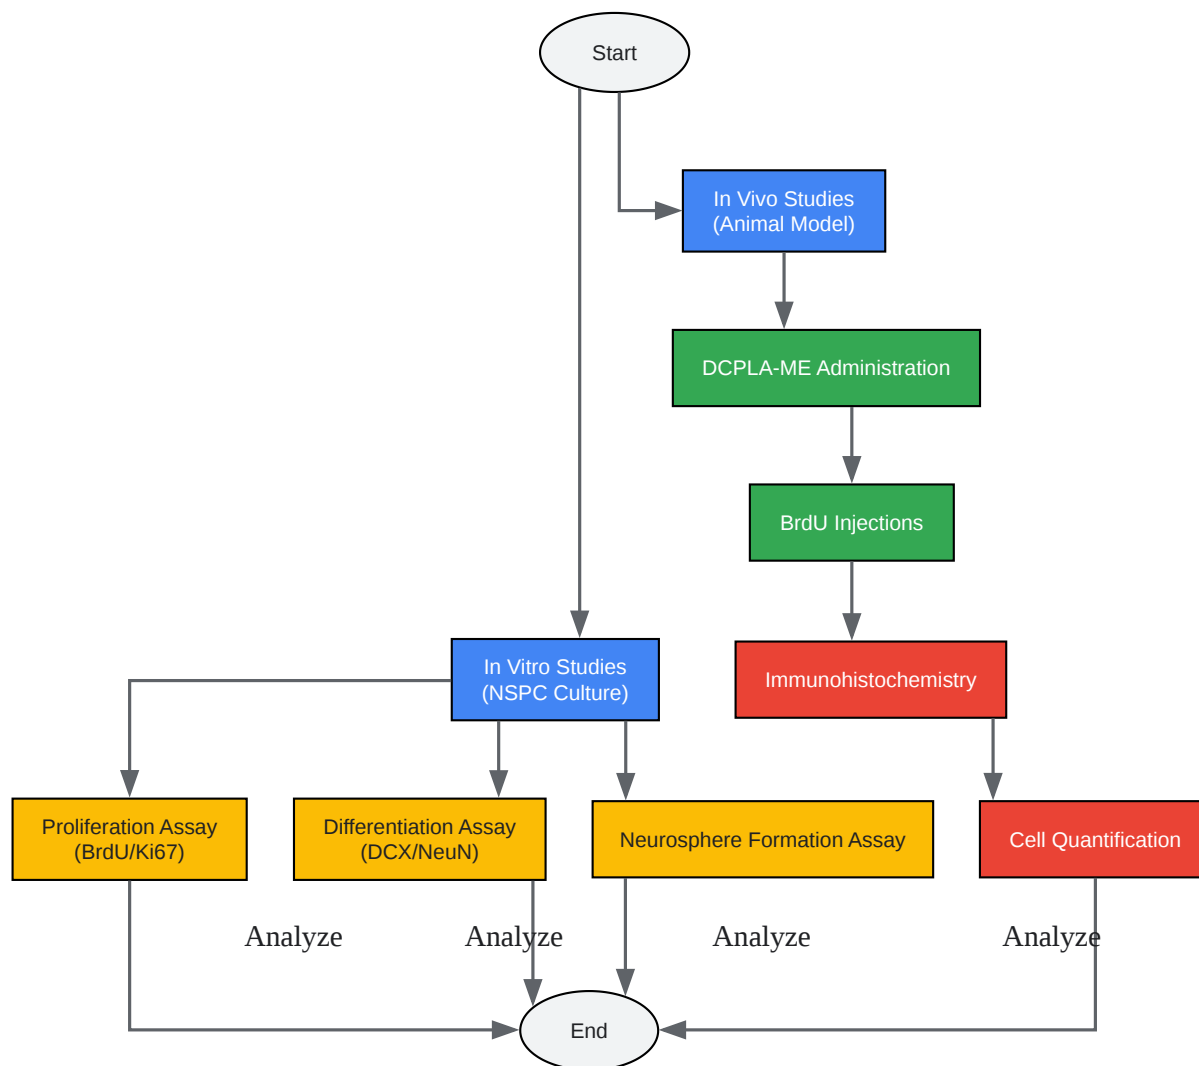 Start
In Vivo Studies
(Animal Model)
DCPLA-ME Administration
BrdU Injections
In Vitro Studies
(NSPC Culture)
Immunohistochemistry
Proliferation Assay
(BrdU/Ki67)
Differentiation Assay
(DCX/NeuN)
Neurosphere Formation Assay
Cell Quantification
Analyze
Analyze
Analyze
Analyze
End